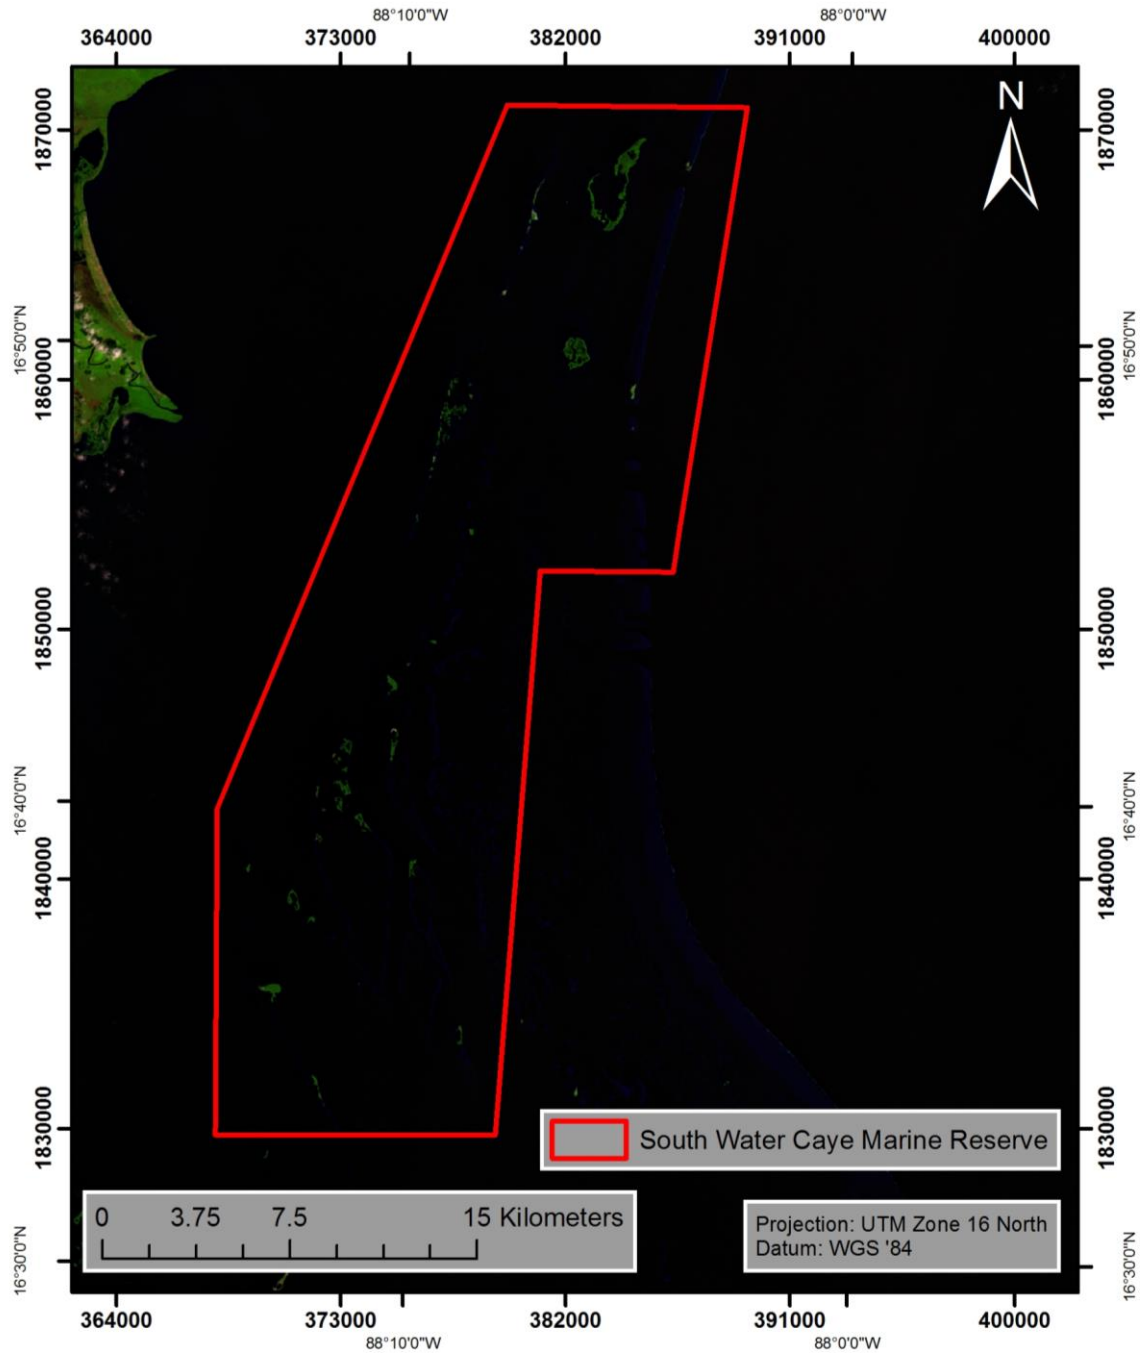 88°10'0"W 88°0'0"W
364000 373000 382000 391000 400000
N
1870000 1870000
16°50'0"N 16°50'0"N
1860000 1860000
1850000 1850000
16°40'0"N 16°40'0"N
1840000 1840000
1830000 1830000
South Water Caye Marine Reserve
0 3.75 7.5 15 Kilometers
Projection: UTM Zone 16 North
Datum: WGS '84
16°30'0"N 16°30'0"N
364000 373000 382000 391000 400000
88°10'0"W 88°0'0"W